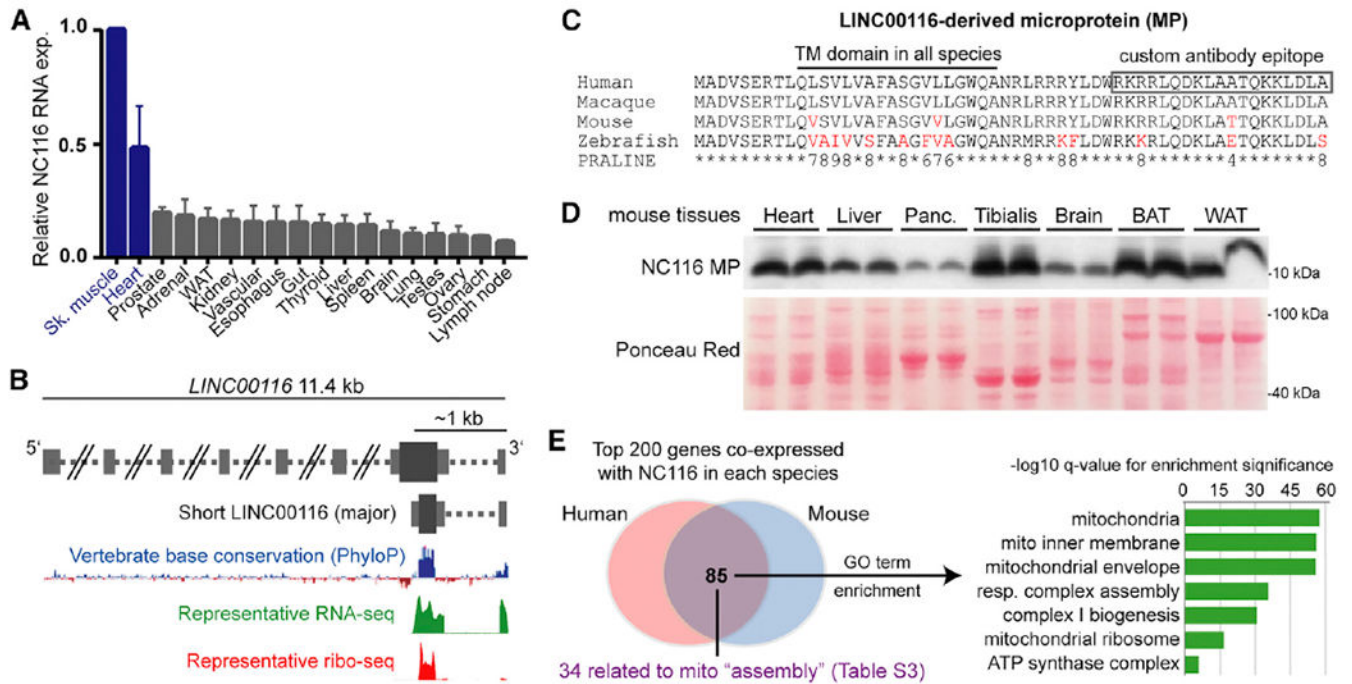 A
Relative NC116 RNA exp.
1.0
0.5
0.0
Sk. muscle
Heart
Prostate
Adrenal
WAT
Kidney
Vascular
Esophagus
Gut
Thyroid
Liver
Spleen
Brain
Lung
Testes
Ovary
Stomach
Lymph node
B
LINC00116 11.4 kb
~1 kb
5‘
3‘
Short LINC00116 (major)
Vertebrate base conservation (PhyloP)
Representative RNA-seq
Representative ribo-seq
C
LINC00116-derived microprotein (MP)
TM domain in all species
custom antibody epitope
Human MADVSERTLQLSVLVAFASGVLLGWQANRLRRRYLDWRKRRLQDKLAATQKKLDLA
Macaque MADVSERTLQLSVLVAFASGVLLGWQANRLRRRYLDWRKRRLQDKLAATQKKLDLA
Mouse MADVSERTLQVSVLVAFASGVVLGWQANRLRRRYLDWRKRRLQDKLATTQKKLDLA
Zebrafish MADVSERTLQVAIVVSFAAGFVAGWQANRMRRKFLDWRKKRLQDKLAETQKKLDLS
PRALINE **********7898*8**8*676********88*****8*******4*******8
D
mouse tissues
Heart Liver Panc. Tibialis Brain BAT WAT
NC116 MP
-10 kDa
Ponceau Red
-100 kDa
-40 kDa
E
Top 200 genes co-expressed
with NC116 in each species
Human
Mouse
85
GO term
enrichment
34 related to mito “assembly” (Table S3)
-log10 q-value for enrichment significance
0 15 30 45 60
mitochondria
mito inner membrane
mitochondrial envelope
resp. complex assembly
complex I biogenesis
mitochondrial ribosome
ATP synthase complex